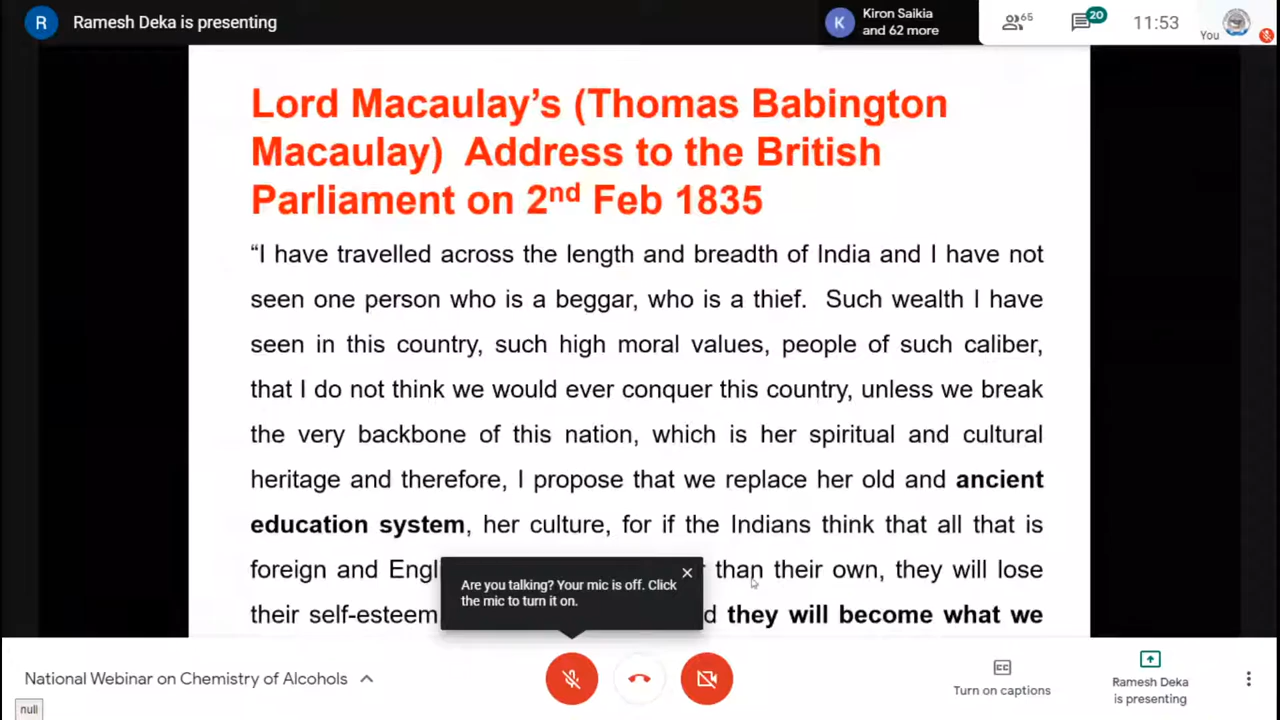 R Ramesh Deka is presenting
K Kiron Saikia
and 62 more
65
20
11:53
You
Lord Macaulay’s (Thomas Babington
Macaulay) Address to the British
Parliament on 2nd Feb 1835
“I have travelled across the length and breadth of India and I have not
seen one person who is a beggar, who is a thief. Such wealth I have
seen in this country, such high moral values, people of such caliber,
that I do not think we would ever conquer this country, unless we break
the very backbone of this nation, which is her spiritual and cultural
heritage and therefore, I propose that we replace her old and ancient
education system, her culture, for if the Indians think that all that is
foreign and Engl than their own, they will lose
their self-esteem d they will become what we
Are you talking? Your mic is off. Click
the mic to turn it on.
National Webinar on Chemistry of Alcohols
CC
Turn on captions
Ramesh Deka
is presenting
null